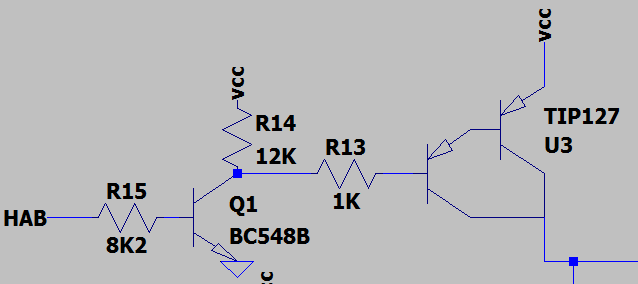 VCC
VCC
R14
12K
TIP127
U3
R13
1K
R15
8K2
Q1
BC548B
HAB